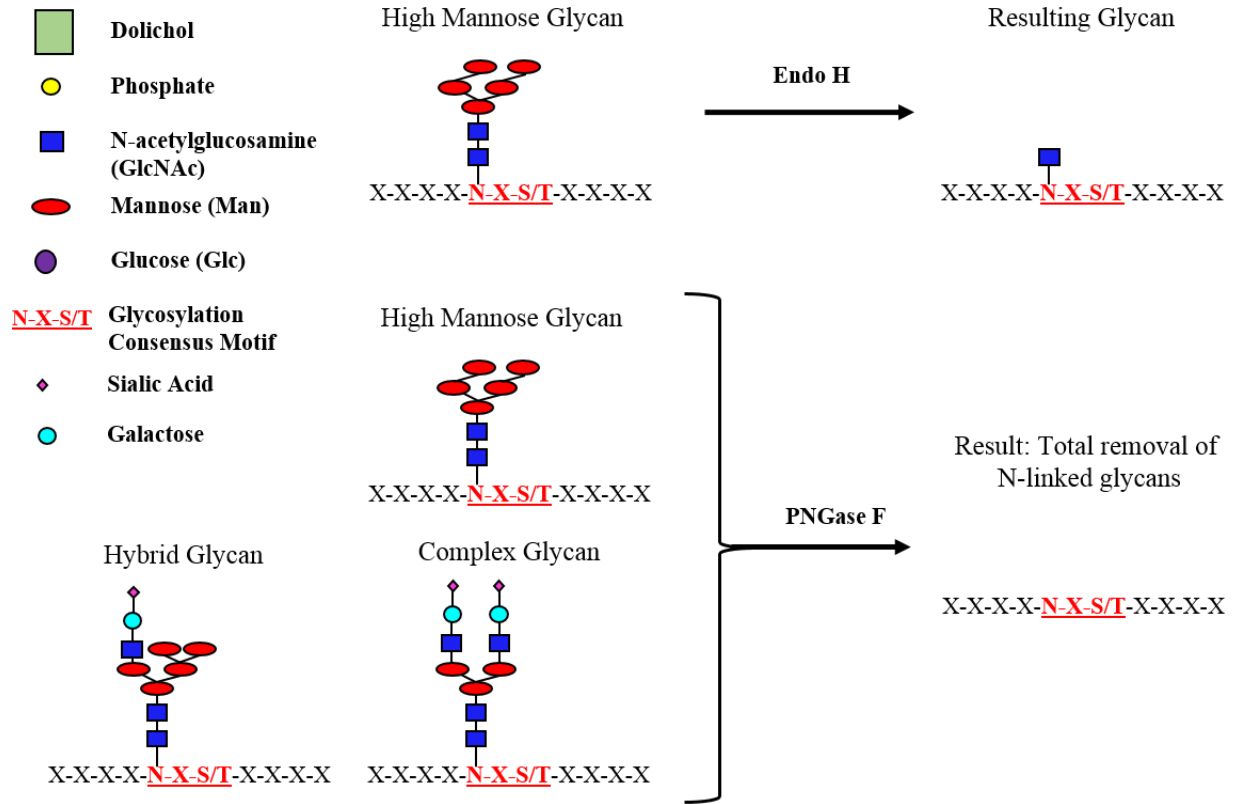 Dolichol
Phosphate
N-acetylglucosamine
(GlcNAc)
Mannose (Man)
Glucose (Glc)
N-X-S/T
Glycosylation
Consensus Motif
Sialic Acid
Galactose
High Mannose Glycan
X-X-X-X-N-X-S/T-X-X-X-X
Endo H
Resulting Glycan
X-X-X-X-N-X-S/T-X-X-X-X
High Mannose Glycan
X-X-X-X-N-X-S/T-X-X-X-X
Hybrid Glycan
X-X-X-X-N-X-S/T-X-X-X-X
Complex Glycan
X-X-X-X-N-X-S/T-X-X-X-X
PNGase F
Result: Total removal of
N-linked glycans
X-X-X-X-N-X-S/T-X-X-X-X